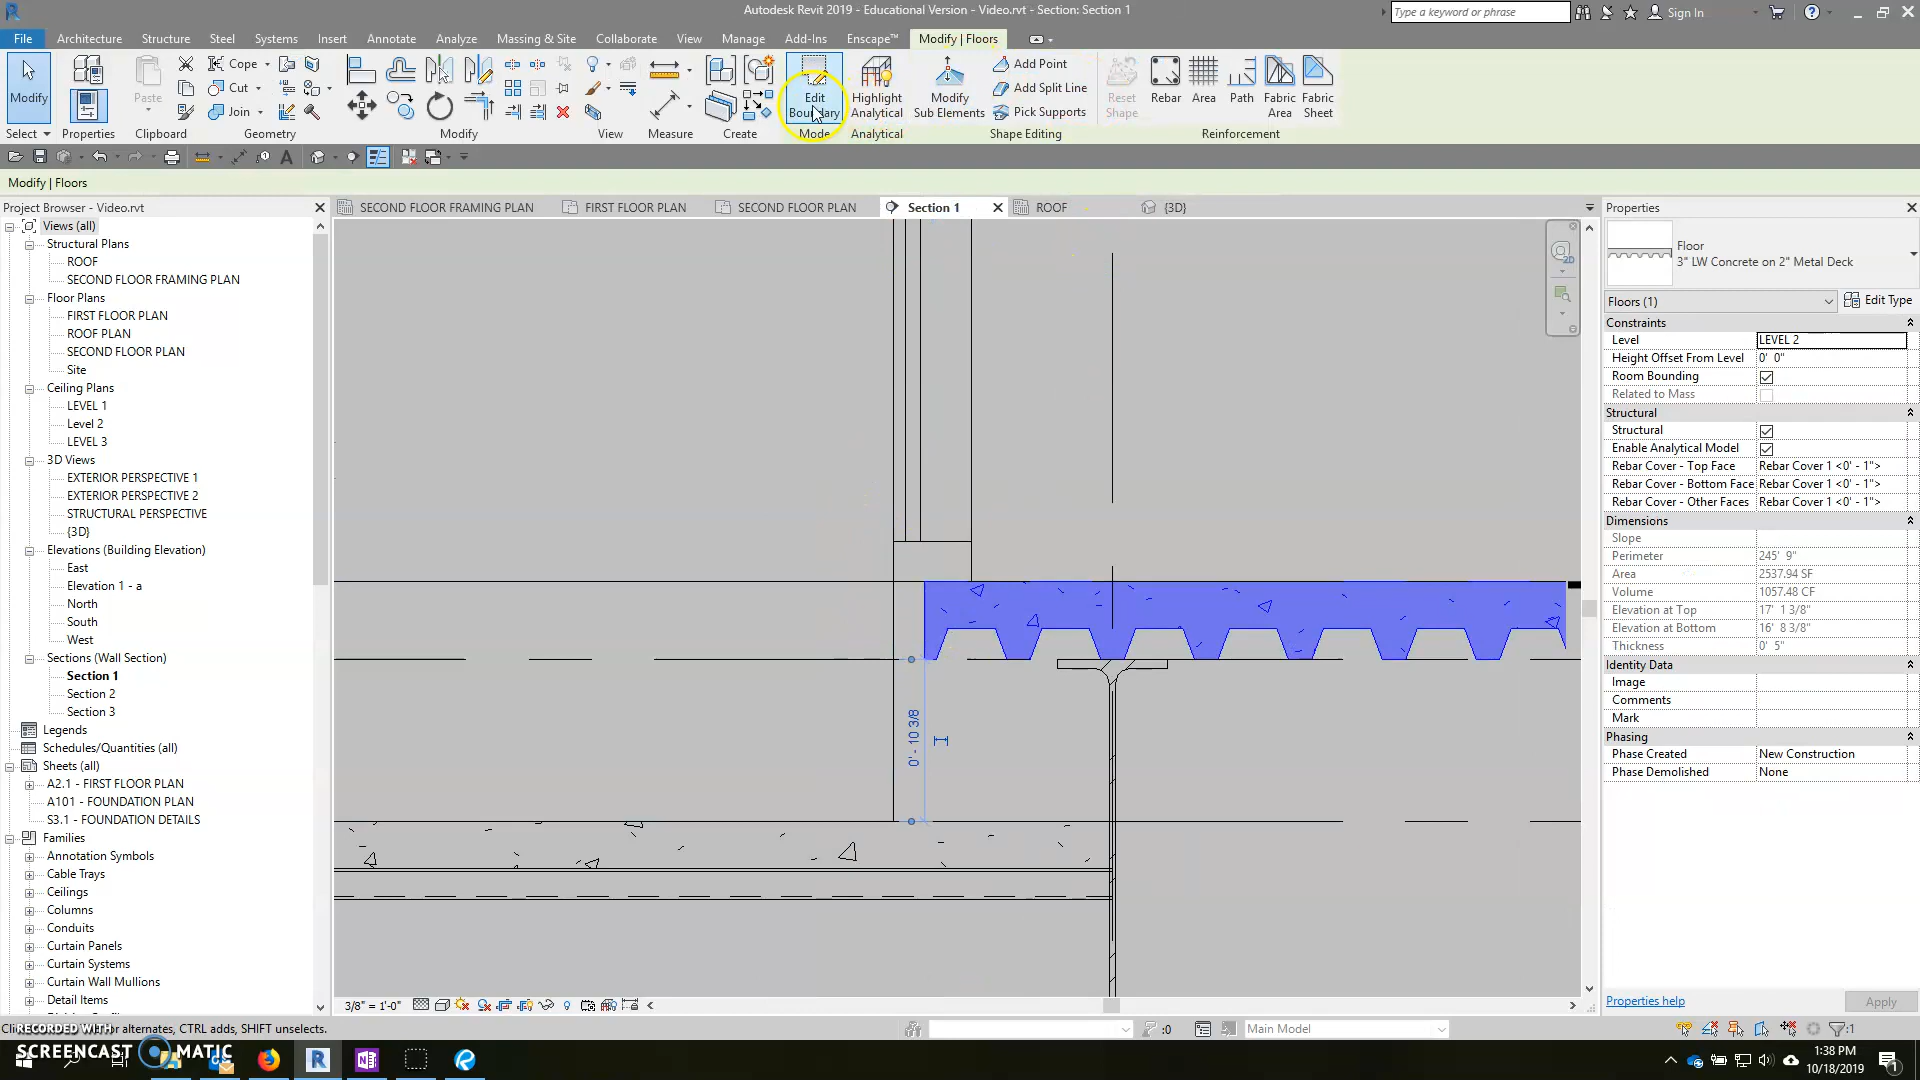 Autodesk Revit 2019 - Educational Version - Video.rvt - Section: Section 1
Type a keyword or phrase
Sign In
File Architecture Structure Steel Systems Insert Annotate Analyze Massing & Site Collaborate View Manage Add-Ins Enscape™ Modify | Floors
Modify
Select
Properties
Paste
Clipboard
Cope
Cut
Join
Geometry
Modify
View
Measure
Create
Edit Boundary
Mode
Highlight Analytical
Analytical
Modify Sub Elements
Add Point
Add Split Line
Pick Supports
Shape Editing
Reset Shape
Rebar
Area
Path
Fabric Area
Fabric Sheet
Reinforcement
Modify | Floors
Project Browser - Video.rvt
Views (all)
Structural Plans
ROOF
SECOND FLOOR FRAMING PLAN
Floor Plans
FIRST FLOOR PLAN
ROOF PLAN
SECOND FLOOR PLAN
Site
Ceiling Plans
LEVEL 1
Level 2
LEVEL 3
3D Views
EXTERIOR PERSPECTIVE 1
EXTERIOR PERSPECTIVE 2
STRUCTURAL PERSPECTIVE
{3D}
Elevations (Building Elevation)
East
Elevation 1 - a
North
South
West
Sections (Wall Section)
Section 1
Section 2
Section 3
Legends
Schedules/Quantities (all)
Sheets (all)
A2.1 - FIRST FLOOR PLAN
A101 - FOUNDATION PLAN
S3.1 - FOUNDATION DETAILS
Families
Annotation Symbols
Cable Trays
Ceilings
Columns
Conduits
Curtain Panels
Curtain Systems
Curtain Wall Mullions
Detail Items
SECOND FLOOR FRAMING PLAN FIRST FLOOR PLAN SECOND FLOOR PLAN Section 1 ROOF {3D}
2D
0' - 10 3/8
3/8" = 1'-0"
Properties
Floor
3" LW Concrete on 2" Metal Deck
Floors (1) Edit Type
Constraints
Level LEVEL 2
Height Offset From Level 0' 0"
Room Bounding
Related to Mass
Structural
Structural
Enable Analytical Model
Rebar Cover - Top Face Rebar Cover 1 <0' - 1">
Rebar Cover - Bottom Face Rebar Cover 1 <0' - 1">
Rebar Cover - Other Faces Rebar Cover 1 <0' - 1">
Dimensions
Slope
Perimeter 245' 9"
Area 2537.94 SF
Volume 1057.48 CF
Elevation at Top 17' 1 3/8"
Elevation at Bottom 16' 8 3/8"
Thickness 0' 5"
Identity Data
Image
Comments
Mark
Phasing
Phase Created New Construction
Phase Demolished None
Properties help Apply
or alternates, CTRL adds, SHIFT unselects.
:0 Main Model :1
RECORDED WITH
SCREENCAST MATIC
1:38 PM
10/18/2019
1